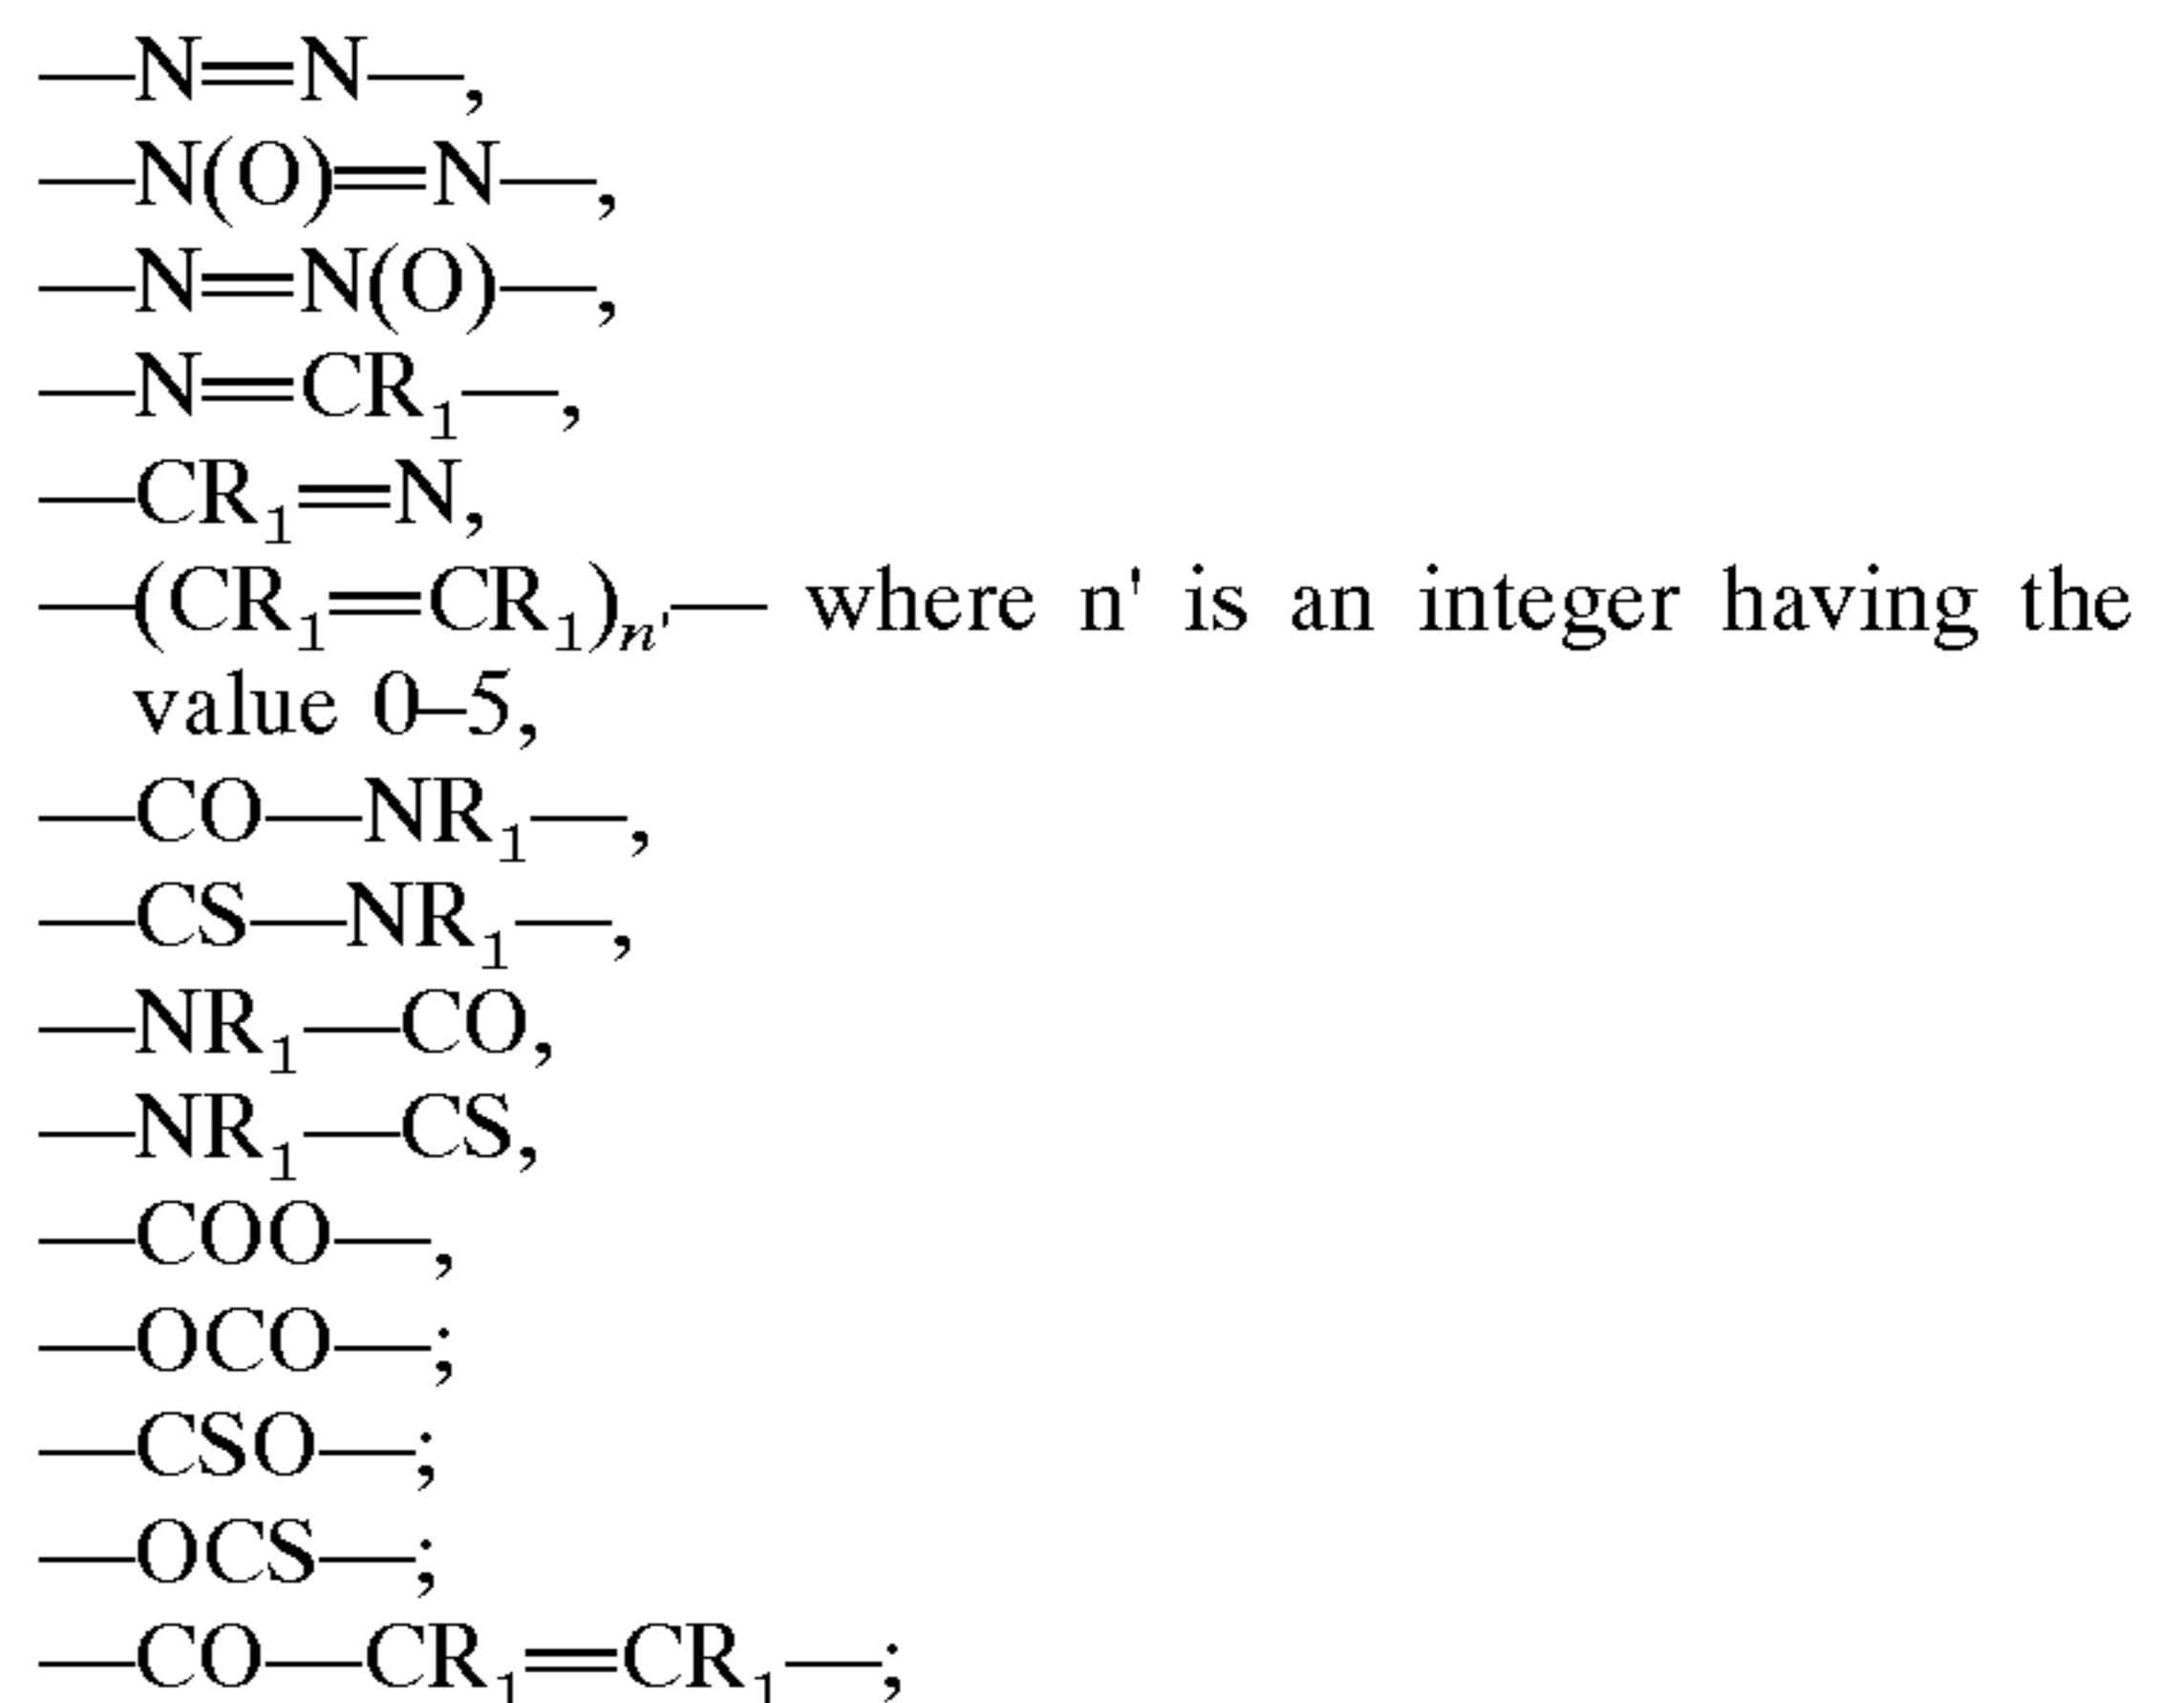 —N=N—,
—N(O)=N—,
—N=N(O)—,
—N=CR₁—,
—CR₁=N,
—(CR₁=CR₁)ₙ'— where n' is an integer having the
value 0–5,
—CO—NR₁—,
—CS—NR₁—,
—NR₁—CO,
—NR₁—CS,
—COO—,
—OCO—;
—CSO—;
—OCS—;
—CO—CR₁=CR₁—;